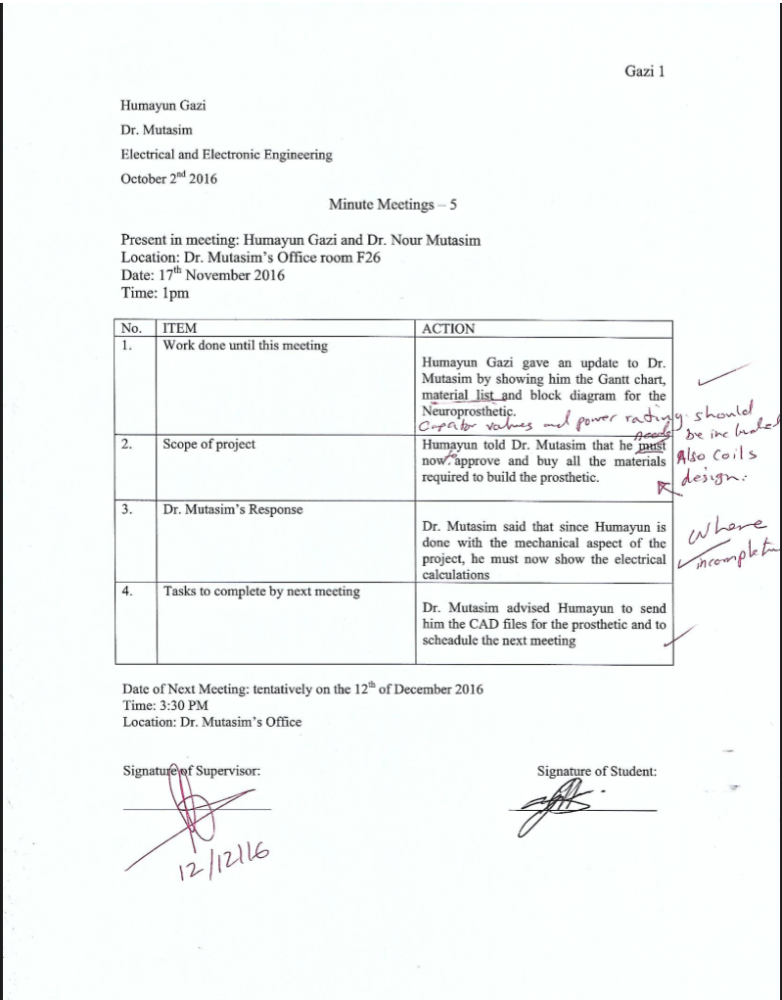 Gazi 1
Humayun Gazi
Dr. Mutasim
Electrical and Electronic Engineering
October 2nd 2016
Minute Meetings – 5
Present in meeting: Humayun Gazi and Dr. Nour Mutasim
Location: Dr. Mutasim's Office room F26
Date: 17th November 2016
Time: 1pm
No. ITEM ACTION
1. Work done until this meeting
Humayun Gazi gave an update to Dr.
Mutasim by showing him the Gantt chart,
material list and block diagram for the
Neuroprosthetic.
values and power rating should
be included
Also coils
design.
2. Scope of project
Humayun told Dr. Mutasim that he must
needs
now to approve and buy all the materials
required to build the prosthetic.
3. Dr. Mutasim's Response
Dr. Mutasim said that since Humayun is
done with the mechanical aspect of the
project, he must now show the electrical
calculations
where
4. Tasks to complete by next meeting
Dr. Mutasim advised Humayun to send
him the CAD files for the prosthetic and to
scheadule the next meeting
Date of Next Meeting: tentatively on the 12th of December 2016
Time: 3:30 PM
Location: Dr. Mutasim's Office
Signature of Supervisor: Signature of Student:
12/12/16